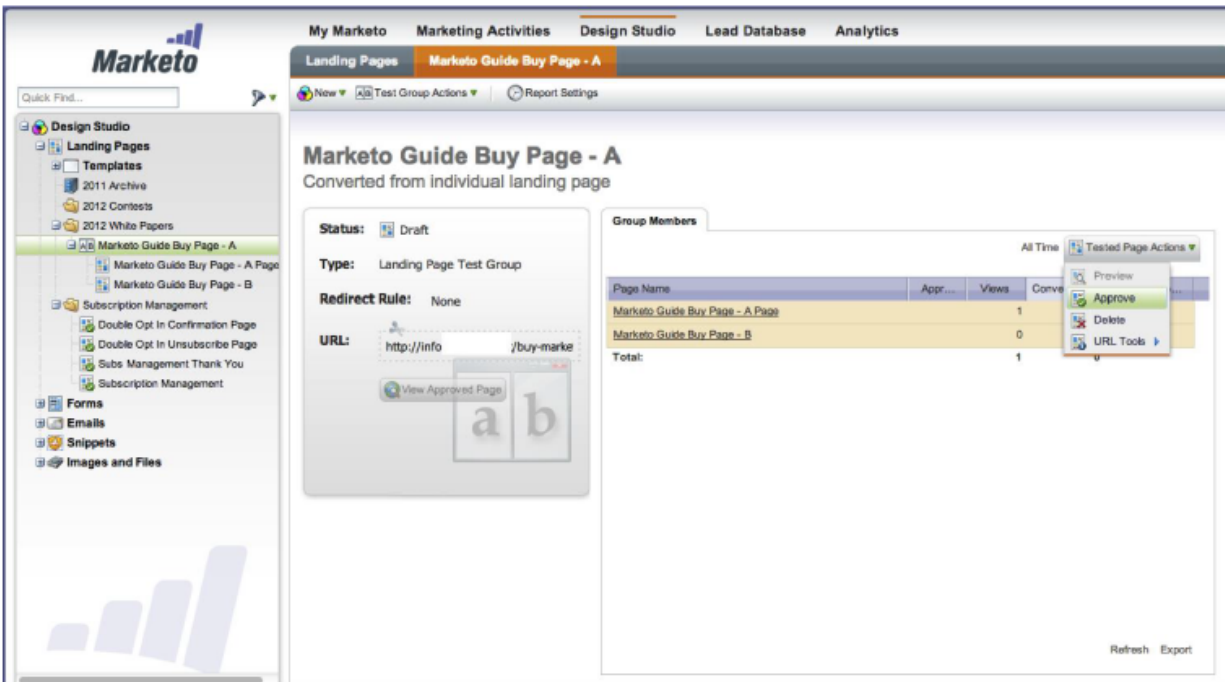 Marketo
My Marketo Marketing Activities Design Studio Lead Database Analytics
Landing Pages Marketo Guide Buy Page - A
Quick Find...
New Test Group Actions Report Settings
Design Studio
Landing Pages
Templates
2011 Archive
2012 Contests
2012 White Papers
A|B Marketo Guide Buy Page - A
Marketo Guide Buy Page - A Page
Marketo Guide Buy Page - B
Subscription Management
Double Opt In Confirmation Page
Double Opt In Unsubscribe Page
Subs Management Thank You
Subscription Management
Forms
Emails
Snippets
Images and Files
Marketo Guide Buy Page - A
Converted from individual landing page
Status: Draft
Type: Landing Page Test Group
Redirect Rule: None
URL: http://info /buy-marke
View Approved Page
a b
Group Members
All Time Tested Page Actions
Preview
Approve
Delete
URL Tools
Page Name Appr... Views Conve
Marketo Guide Buy Page - A Page 1
Marketo Guide Buy Page - B 0
Total: 1 0
Refresh Export